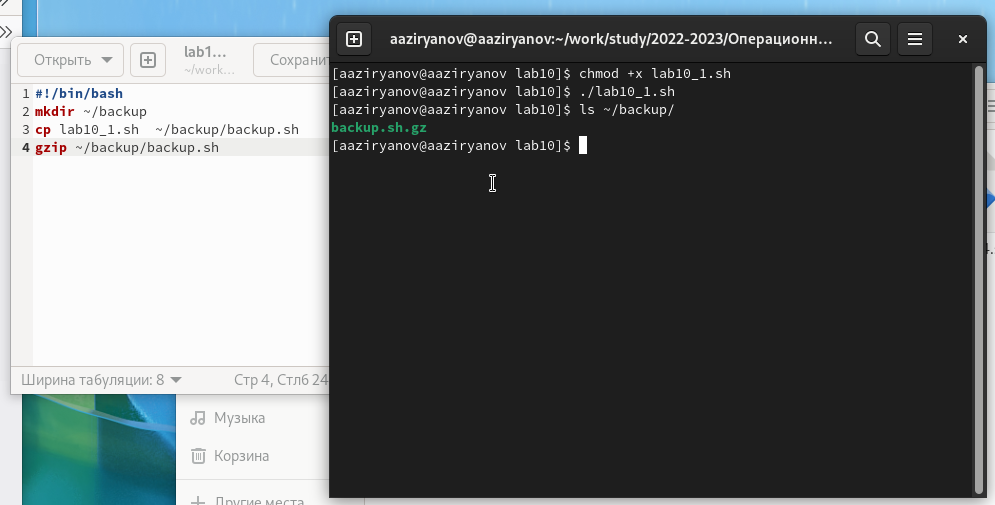 Открыть
lab1...
~/work...
Сохранит
1 #!/bin/bash
2 mkdir ~/backup
3 cp lab10_1.sh  ~/backup/backup.sh
4 gzip ~/backup/backup.sh
Ширина табуляции: 8
Стр 4, Стлб 24
Музыка
Корзина
Другие места
aaziryanov@aaziryanov:~/work/study/2022-2023/Операционн...
[aaziryanov@aaziryanov lab10]$ chmod +x lab10_1.sh
[aaziryanov@aaziryanov lab10]$ ./lab10_1.sh
[aaziryanov@aaziryanov lab10]$ ls ~/backup/
backup.sh.gz
[aaziryanov@aaziryanov lab10]$